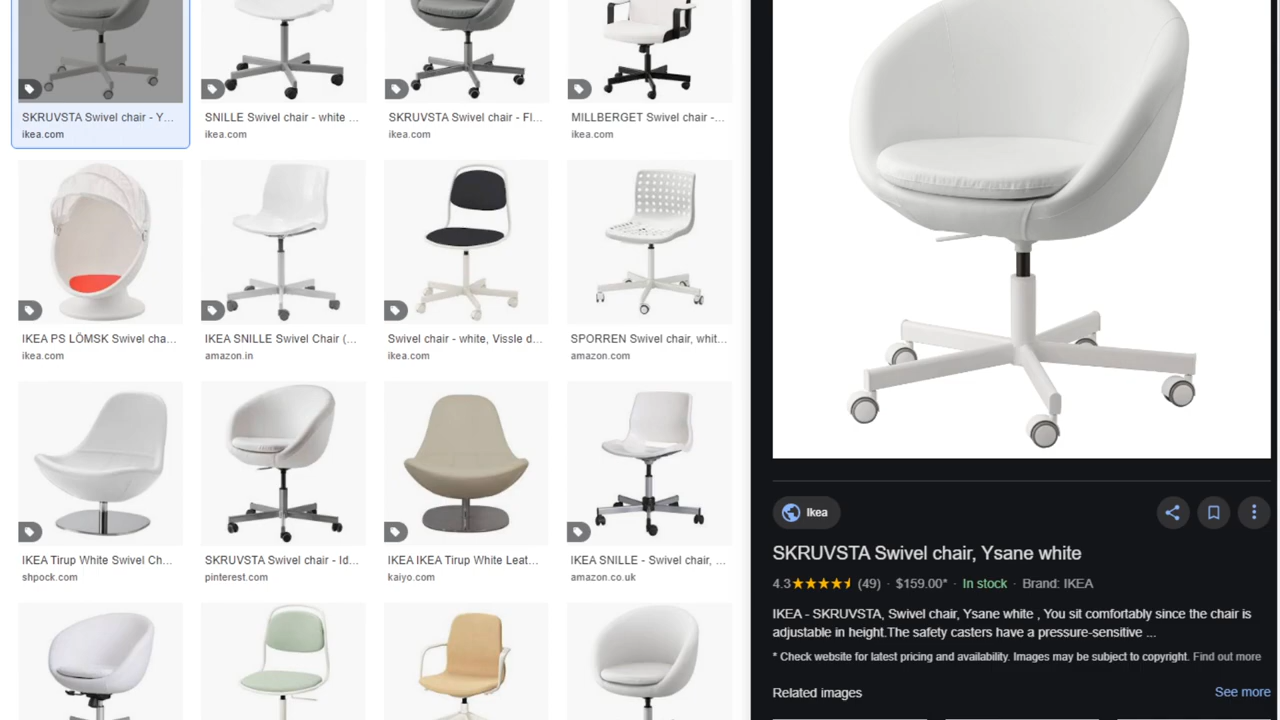 SKRUVSTA Swivel chair - Y...
ikea.com
SNILLE Swivel chair - white ...
ikea.com
SKRUVSTA Swivel chair - Fl...
ikea.com
MILLBERGET Swivel chair -...
ikea.com
IKEA PS LÖMSK Swivel cha...
ikea.com
IKEA SNILLE Swivel Chair (...
amazon.in
Swivel chair - white, Vissle d...
ikea.com
SPORREN Swivel chair, whit...
amazon.com
IKEA Tirup White Swivel Ch...
shpock.com
SKRUVSTA Swivel chair - Id...
pinterest.com
IKEA IKEA Tirup White Leat...
kaiyo.com
IKEA SNILLE - Swivel chair, ...
amazon.co.uk
Ikea
SKRUVSTA Swivel chair, Ysane white
4.3 (49) · $159.00* · In stock · Brand: IKEA
IKEA - SKRUVSTA, Swivel chair, Ysane white , You sit comfortably since the chair is
adjustable in height.The safety casters have a pressure-sensitive ...
* Check website for latest pricing and availability. Images may be subject to copyright. Find out more
Related images
See more